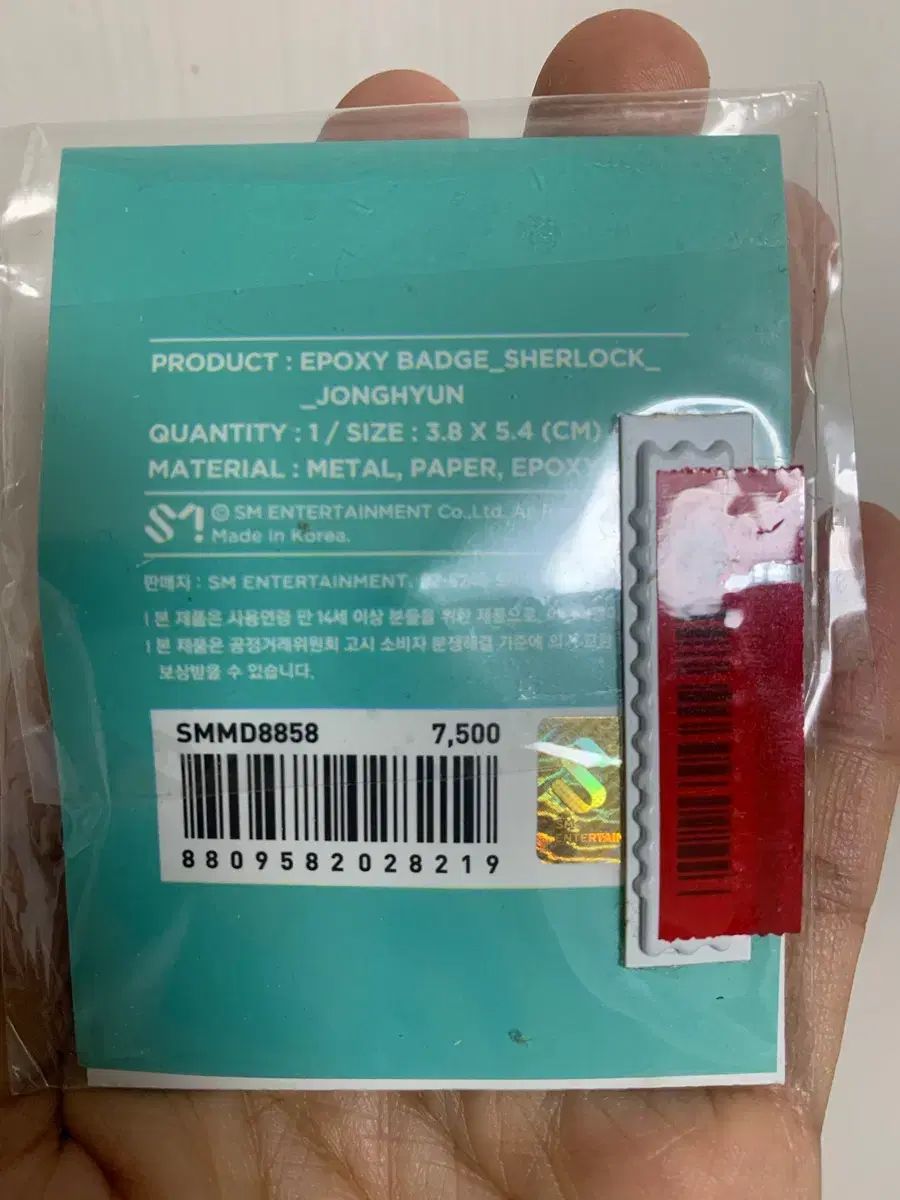 PRODUCT : EPOXY BADGE_SHERLOCK_
_JONGHYUN
QUANTITY : 1 / SIZE : 3.8 X 5.4 (CM)
MATERIAL : METAL, PAPER, EPOXY
SM! © SM ENTERTAINMENT Co.,Ltd.
Made in Korea.
판매자 : SM ENTERTAINMENT.
본 제품은 사용연령 만 14세 이상 분들을 위한 제품으로,
본 제품은 공정거래위원회 고시 소비자 분쟁해결 기준에
보상받을 수 있습니다.
SMMD8858 7,500
8809582028219
SM
ENTERTAIN